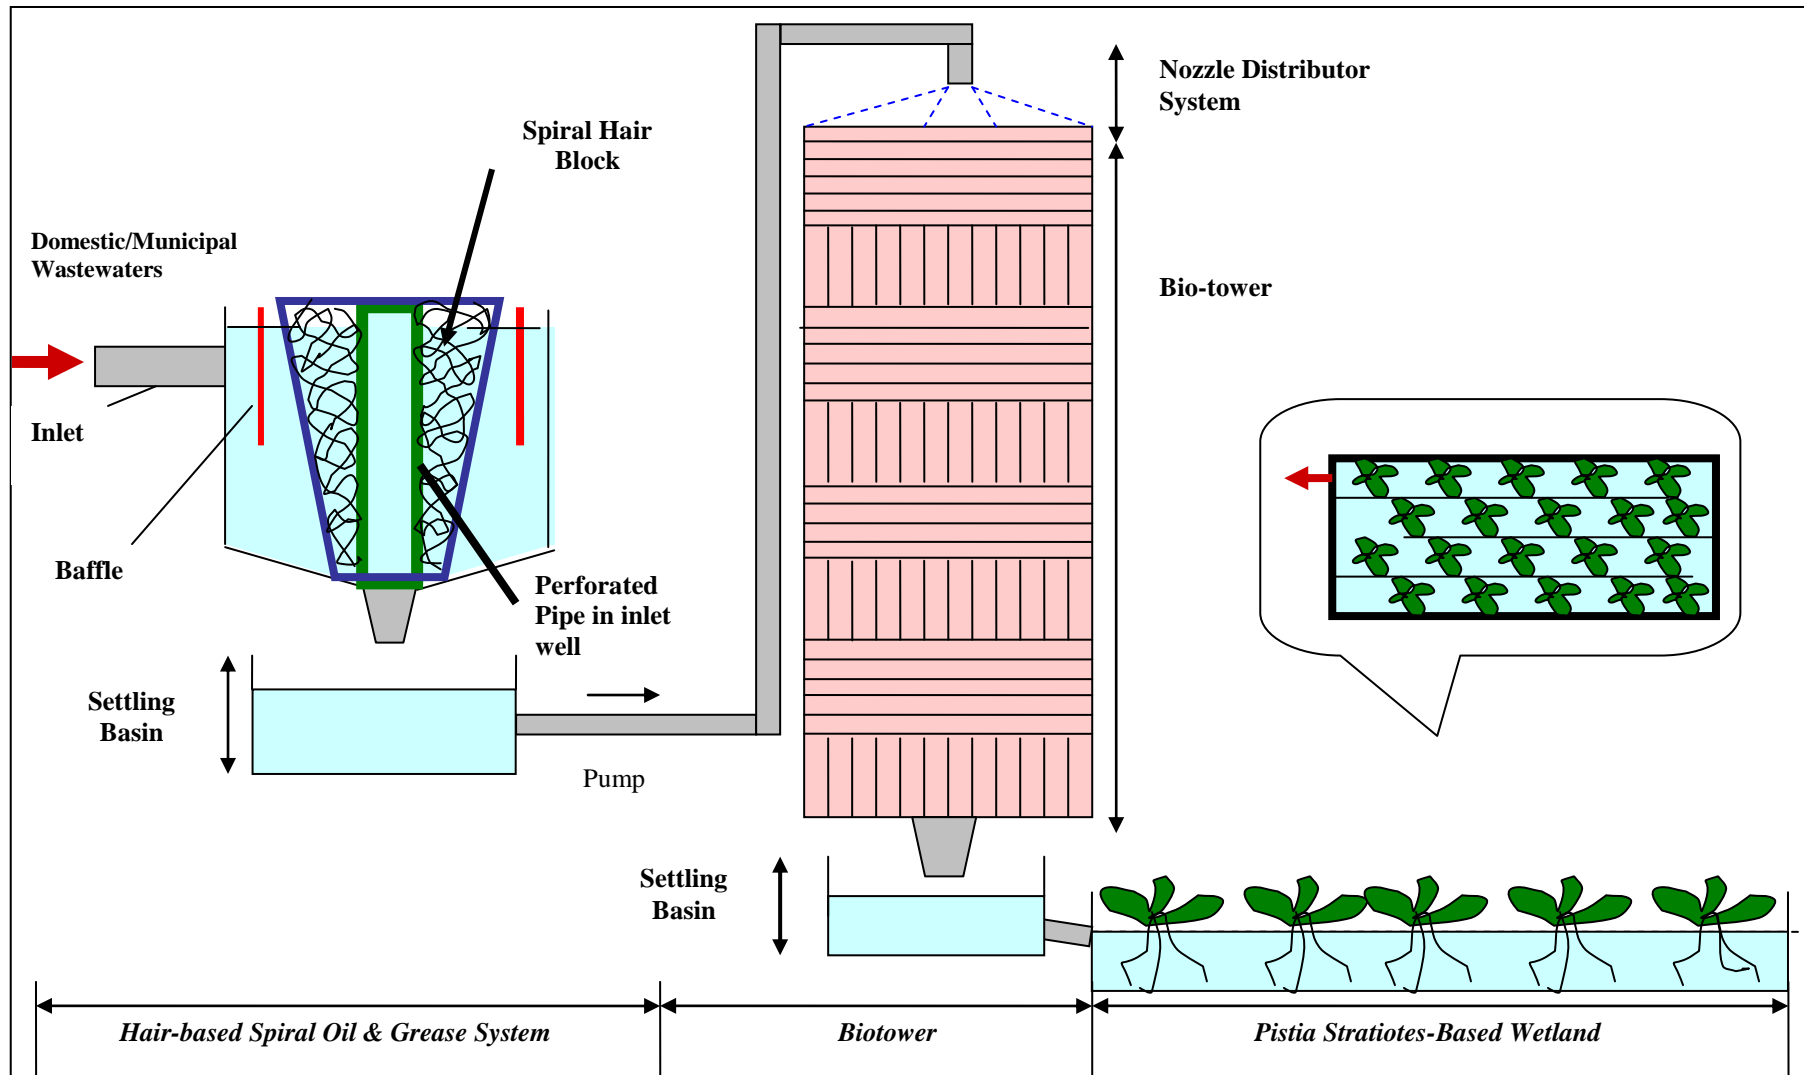 Nozzle Distributor
System
Spiral Hair
Block
Domestic/Municipal
Wastewaters
Bio-tower
Inlet
Baffle
Perforated
Pipe in inlet
well
Settling
Basin
Pump
Settling
Basin
Hair-based Spiral Oil & Grease System
Biotower
Pistia Stratiotes-Based Wetland